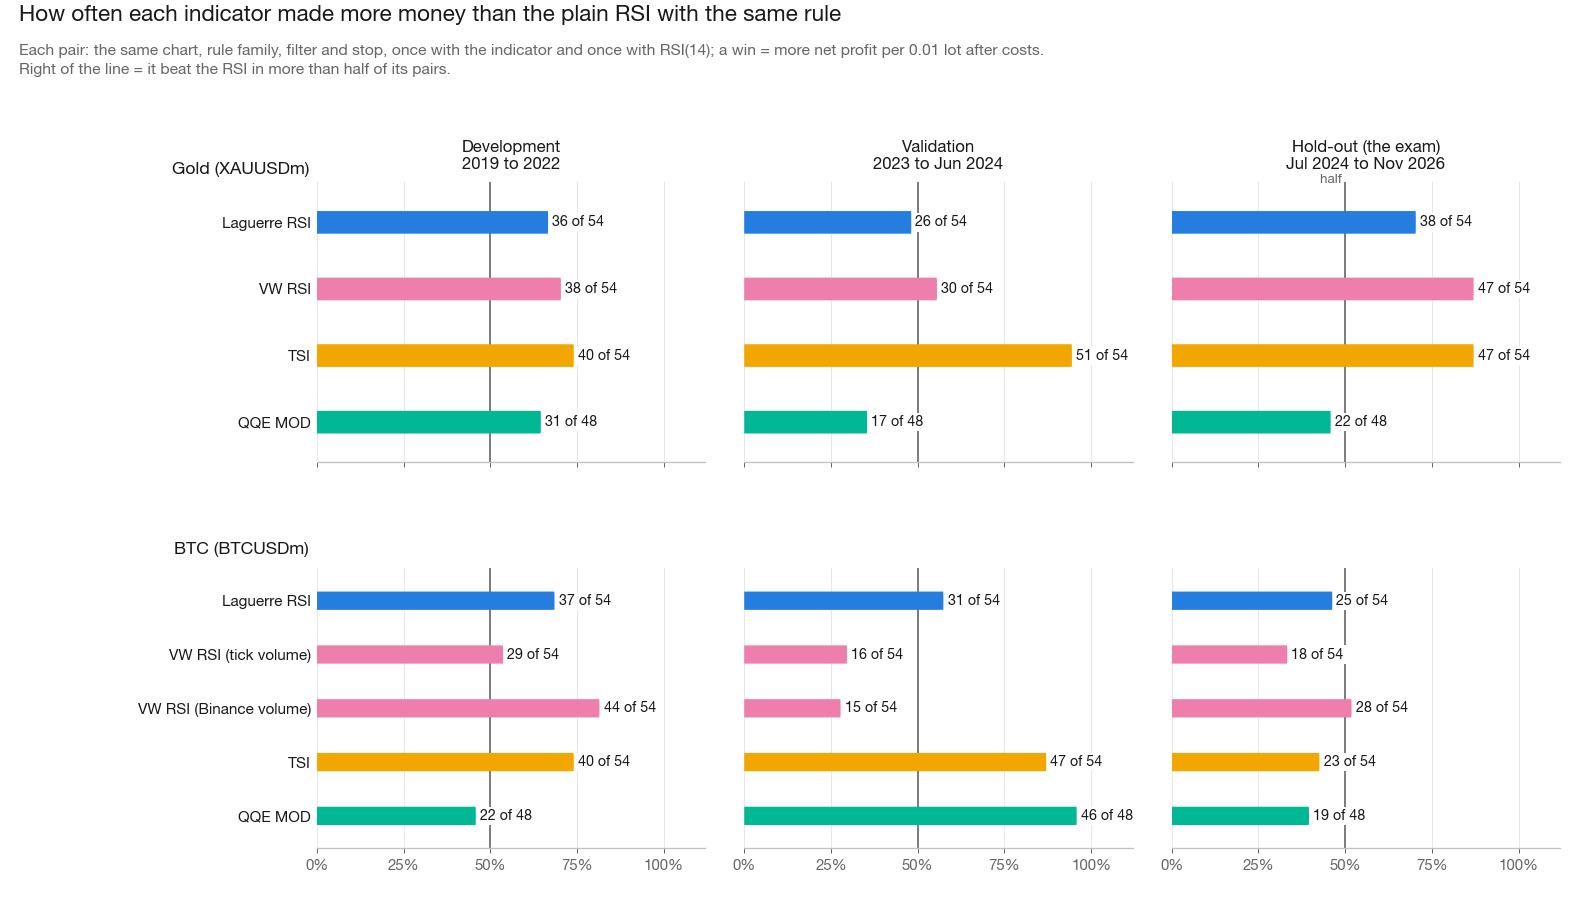 How often each indicator made more money than the plain RSI with the same rule
Each pair: the same chart, rule family, filter and stop, once with the indicator and once with RSI(14); a win = more net profit per 0.01 lot after costs.
Right of the line = it beat the RSI in more than half of its pairs.
Development
2019 to 2022
Validation
2023 to Jun 2024
Hold-out (the exam)
Jul 2024 to Nov 2026
half
Gold (XAUUSDm)
Laguerre RSI 36 of 54 26 of 54 38 of 54
VW RSI 38 of 54 30 of 54 47 of 54
TSI 40 of 54 51 of 54 47 of 54
QQE MOD 31 of 48 17 of 48 22 of 48
BTC (BTCUSDm)
Laguerre RSI 37 of 54 31 of 54 25 of 54
VW RSI (tick volume) 29 of 54 16 of 54 18 of 54
VW RSI (Binance volume) 44 of 54 15 of 54 28 of 54
TSI 40 of 54 47 of 54 23 of 54
QQE MOD 22 of 48 46 of 48 19 of 48
0% 25% 50% 75% 100% 0% 25% 50% 75% 100% 0% 25% 50% 75% 100%